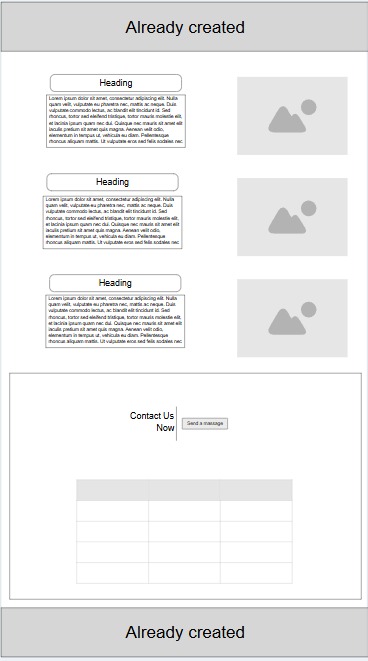 Already created
Heading
Lorem ipsum dolor sit amet, consectetur adipiscing elit. Nulla
quam velit, vulputate eu pharetra nec, mattis ac neque. Duis
vulputate commodo lectus, ac blandit elit tincidunt id. Sed
rhoncus, tortor sed eleifend tristique, tortor mauris molestie elit,
et lacinia ipsum quam nec dui. Quisque nec mauris sit amet elit
iaculis pretium sit amet quis magna. Aenean velit odio,
elementum in tempus ut, vehicula eu diam. Pellentesque
rhoncus aliquam mattis. Ut vulputate eros sed felis sodales nec
Heading
Lorem ipsum dolor sit amet, consectetur adipiscing elit. Nulla
quam velit, vulputate eu pharetra nec, mattis ac neque. Duis
vulputate commodo lectus, ac blandit elit tincidunt id. Sed
rhoncus, tortor sed eleifend tristique, tortor mauris molestie elit,
et lacinia ipsum quam nec dui. Quisque nec mauris sit amet elit
iaculis pretium sit amet quis magna. Aenean velit odio,
elementum in tempus ut, vehicula eu diam. Pellentesque
rhoncus aliquam mattis. Ut vulputate eros sed felis sodales nec
Heading
Lorem ipsum dolor sit amet, consectetur adipiscing elit. Nulla
quam velit, vulputate eu pharetra nec, mattis ac neque. Duis
vulputate commodo lectus, ac blandit elit tincidunt id. Sed
rhoncus, tortor sed eleifend tristique, tortor mauris molestie elit,
et lacinia ipsum quam nec dui. Quisque nec mauris sit amet elit
iaculis pretium sit amet quis magna. Aenean velit odio,
elementum in tempus ut, vehicula eu diam. Pellentesque
rhoncus aliquam mattis. Ut vulputate eros sed felis sodales nec
Contact Us
Now
Send a massage
Already created